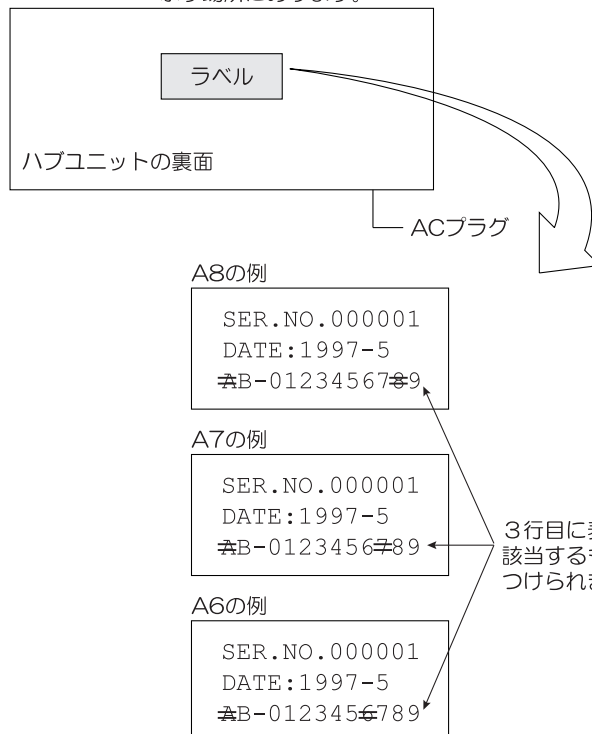 ラベル
ハブユニットの裏面
ACプラグ
A8の例
SER.NO.000001
DATE:1997-5
AB-0123456789
A7の例
SER.NO.000001
DATE:1997-5
AB-0123456789
3行目に
該当する
つけられ
A6の例
SER.NO.000001
DATE:1997-5
AB-0123456789